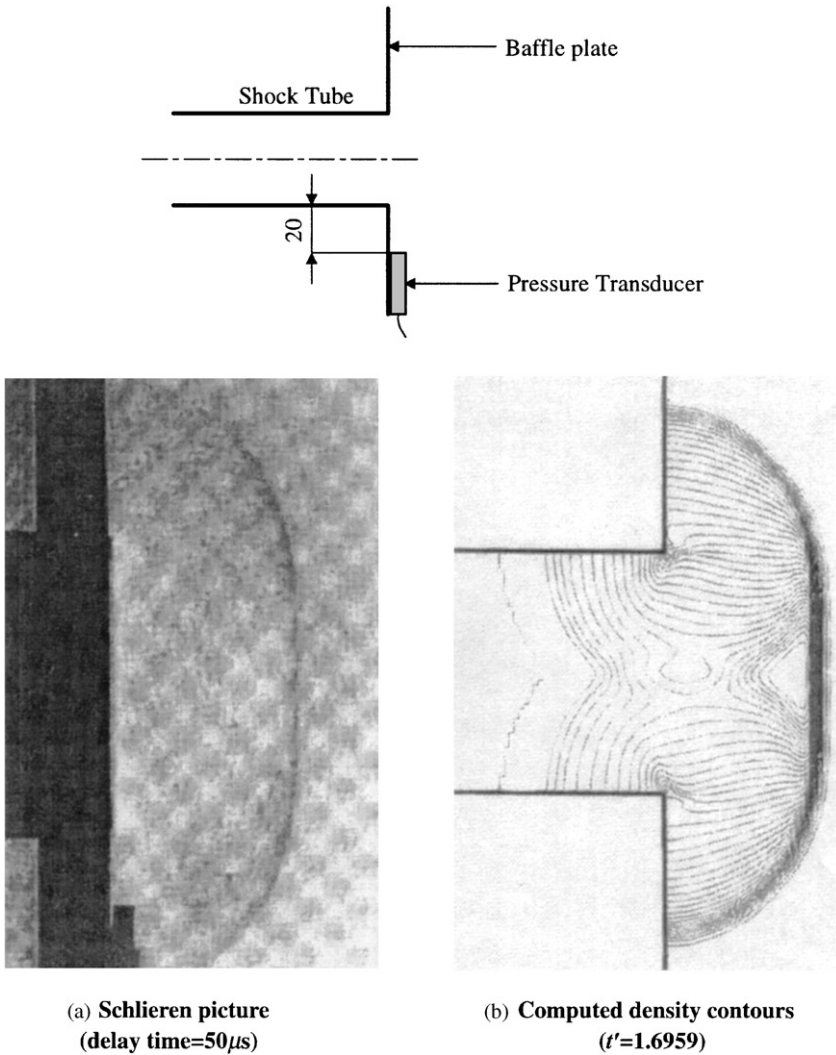 Baffle plate
Shock Tube
20
Pressure Transducer
(a) Schlieren picture
(delay time=50μs)
(b) Computed density contours
(t′=1.6959)